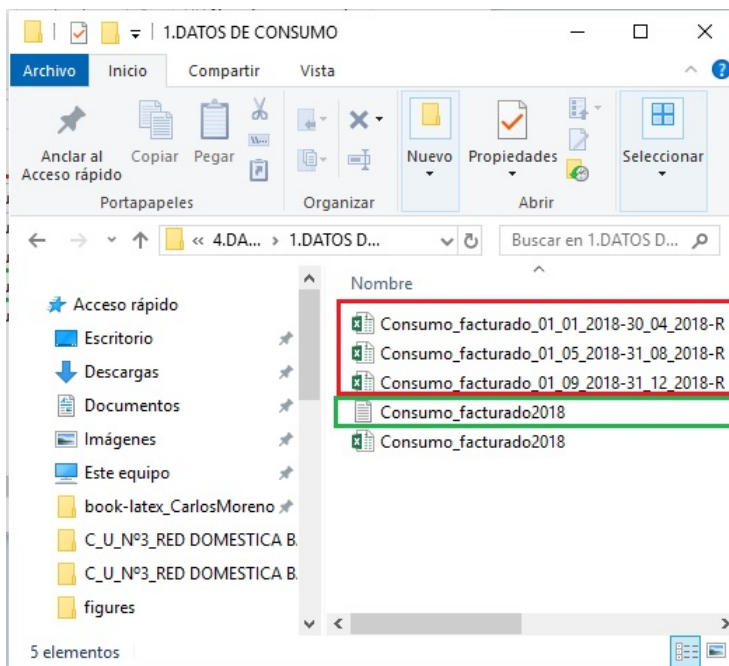 1.DATOS DE CONSUMO
Archivo Inicio Compartir Vista
Anclar al Acceso rápido
Copiar
Pegar
Nuevo
Propiedades
Seleccionar
Portapapeles Organizar Abrir
« 4.DA... > 1.DATOS D...
Buscar en 1.DATOS D...
Nombre
Acceso rápido
Escritorio
Descargas
Documentos
Imágenes
Este equipo
book-latex_CarlosMoreno
C_U_Nº3_RED DOMESTICA B.
C_U_Nº3_RED DOMESTICA B.
figures
Consumo_facturado_01_01_2018-30_04_2018-R
Consumo_facturado_01_05_2018-31_08_2018-R
Consumo_facturado_01_09_2018-31_12_2018-R
Consumo_facturado2018
Consumo_facturado2018
5 elementos